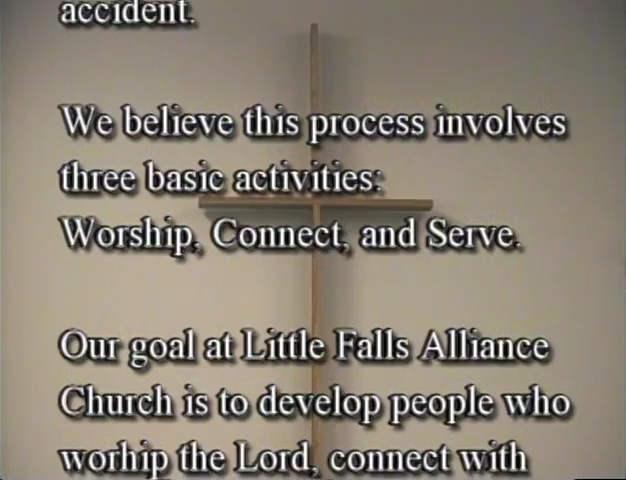 accident.
We believe this process involves
three basic activities:
Worship, Connect, and Serve.
Our goal at Little Falls Alliance
Church is to develop people who
worhip the Lord, connect with